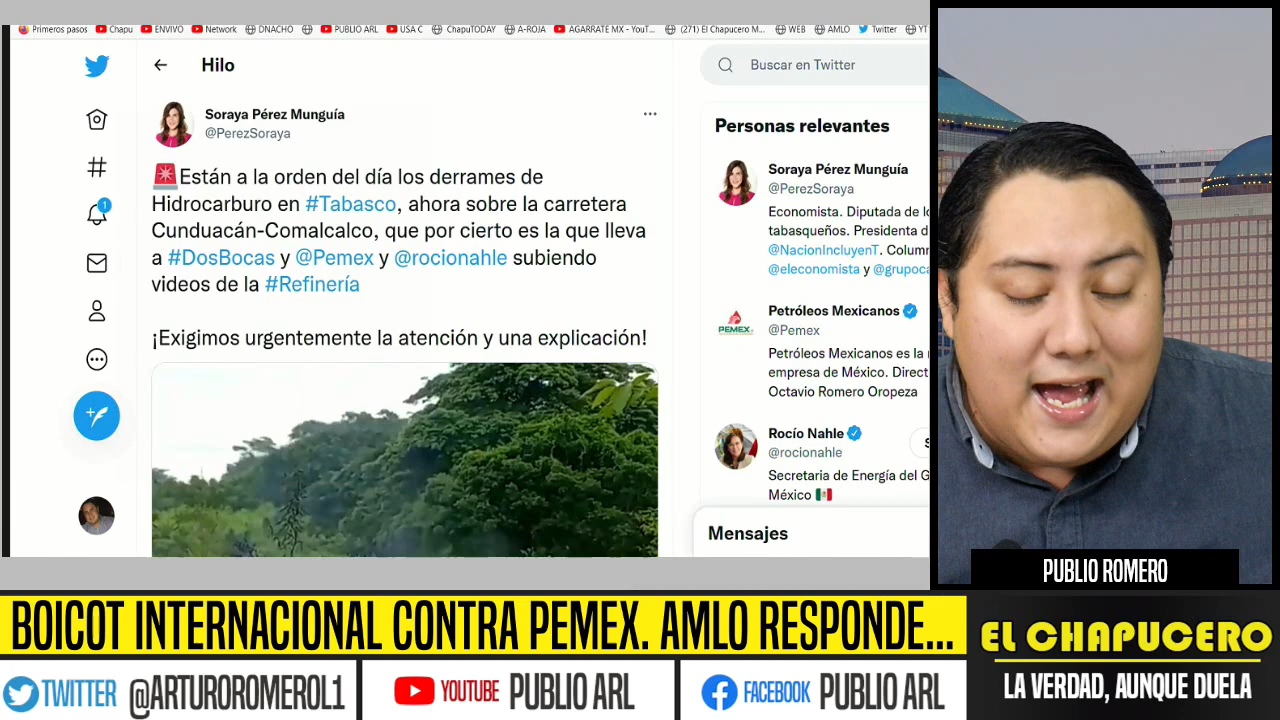 Primeros pasos Chapu ENVIVO Network DNACHO PUBLIO ARL USA C ChapuTODAY A-ROJA AGARRATE MX - YouT... (271) El Chapucero M... WEB AMLO Twitter YT
Hilo
Buscar en Twitter
Soraya Pérez Munguía
@PerezSoraya
🚨Están a la orden del día los derrames de
Hidrocarburo en #Tabasco, ahora sobre la carretera
Cunduacán-Comalcalco, que por cierto es la que lleva
a #DosBocas y @Pemex y @rocionahle subiendo
videos de la #Refinería
¡Exigimos urgentemente la atención y una explicación!
1
Personas relevantes
Soraya Pérez Munguía
@PerezSoraya
Economista. Diputada de lo
tabasqueños. Presidenta d
@NacionIncluyenT. Colum
@eleconomista y @grupoca
PEMEX
Petróleos Mexicanos
@Pemex
Petróleos Mexicanos es la
empresa de México. Direct
Octavio Romero Oropeza
Rocío Nahle
@rocionahle
S
Secretaria de Energía del G
México 🇲🇽
Mensajes
PUBLIO ROMERO
BOICOT INTERNACIONAL CONTRA PEMEX. AMLO RESPONDE...
EL CHAPUCERO
LA VERDAD, AUNQUE DUELA
TWITTER @ARTUROROMEROL1
YOUTUBE PUBLIO ARL
FACEBOOK PUBLIO ARL